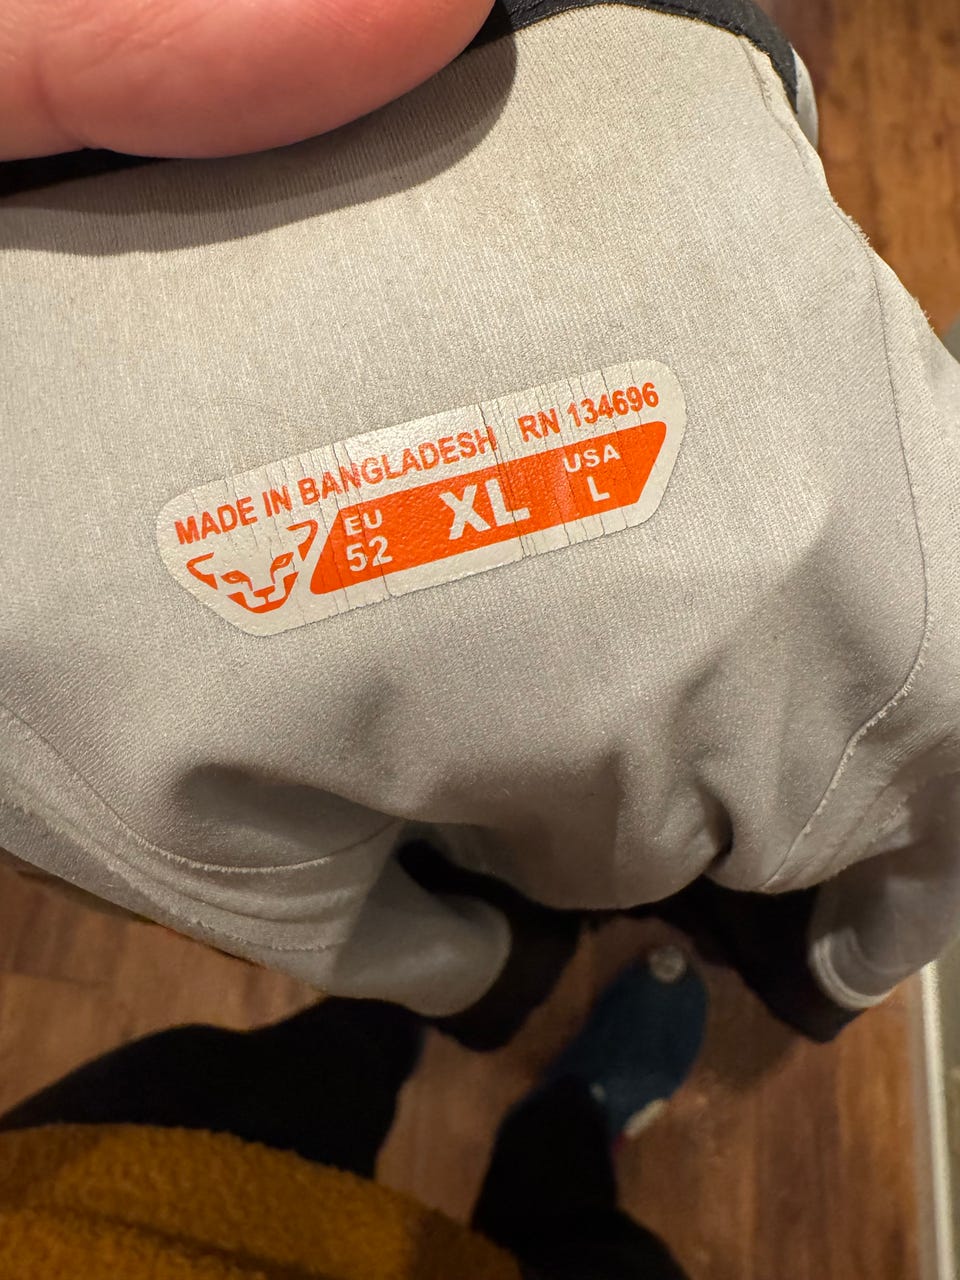 MADE IN BANGLADESH RN 134696
EU XL USA
52 L